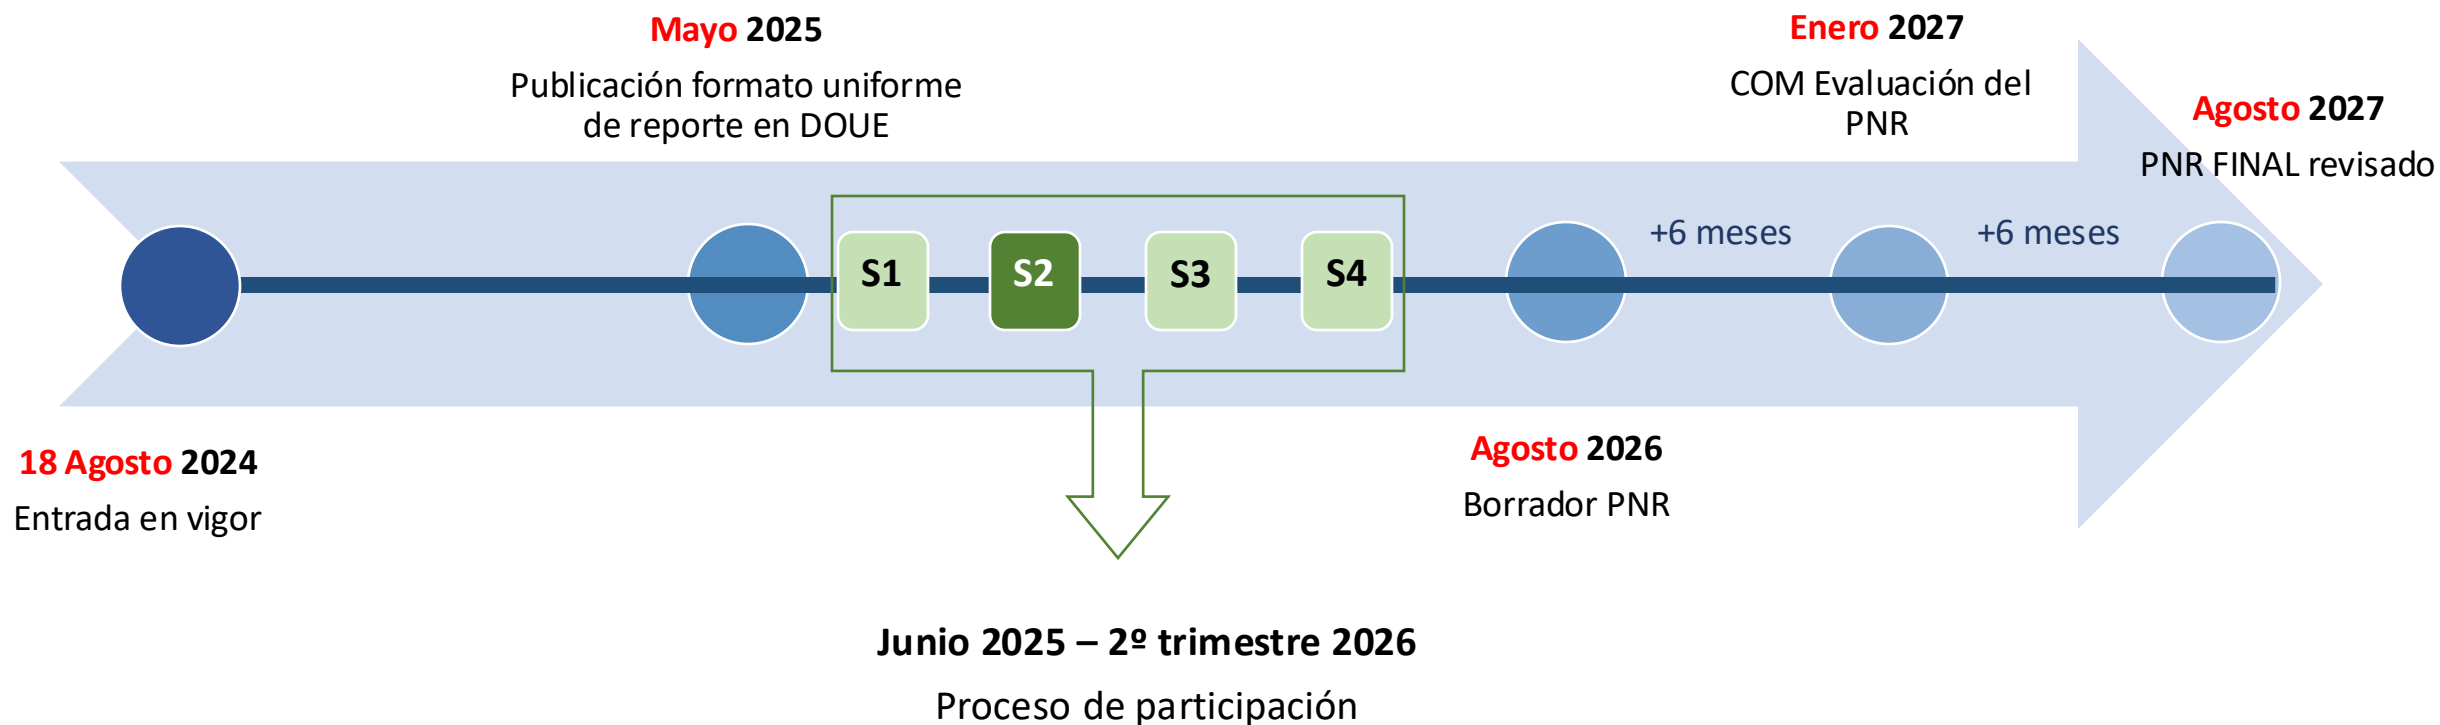 Mayo 2025
Publicación formato uniforme
de reporte en DOUE
Enero 2027
COM Evaluación del
PNR
Agosto 2027
PNR FINAL revisado
+6 meses
+6 meses
S1
S2
S3
S4
18 Agosto 2024
Entrada en vigor
Agosto 2026
Borrador PNR
Junio 2025 – 2º trimestre 2026
Proceso de participación